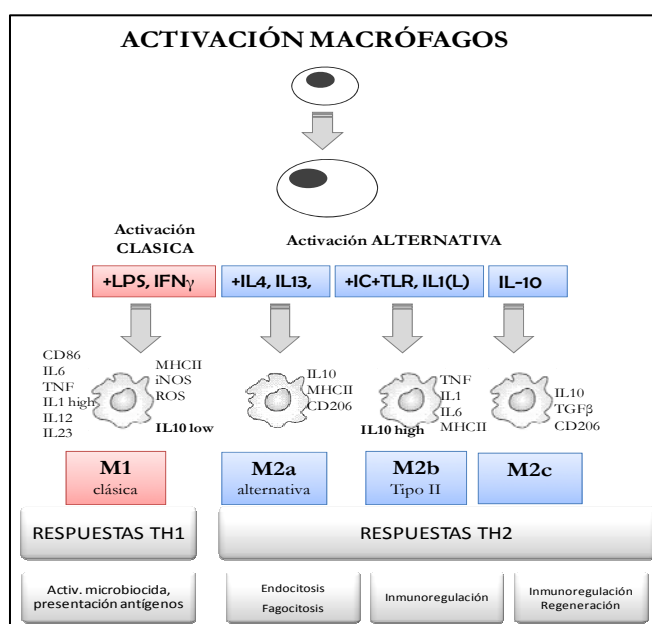 ACTIVACIÓN MACRÓFAGOS
Activación
CLASICA
Activación ALTERNATIVA
+LPS, IFNγ
+IL4, IL13,
+IC+TLR, IL1(L)
IL-10
CD86
IL6
TNF
IL1 high
IL12
IL23
MHCII
iNOS
ROS
IL10 low
IL10
MHCII
CD206
IL10 high
TNF
IL1
IL6
MHCII
IL10
TGFβ
CD206
M1
clásica
M2a
alternativa
M2b
Tipo II
M2c
RESPUESTAS TH1
RESPUESTAS TH2
Activ. microbiocida,
presentación antígenos
Endocitosis
Fagocitosis
Inmunoregulación
Inmunoregulación
Regeneración